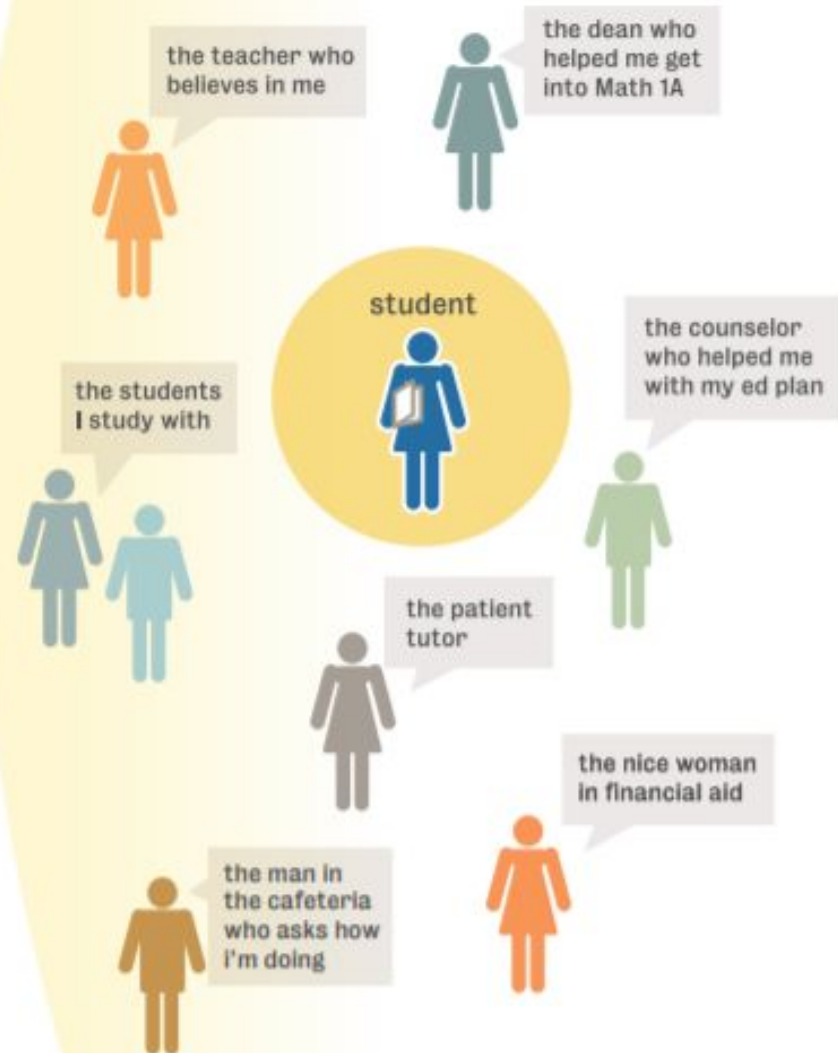 the teacher who
believes in me
the dean who
helped me get
into Math 1A
student
the counselor
who helped me
with my ed plan
the students
I study with
the patient
tutor
the nice woman
in financial aid
the man in
the cafeteria
who asks how
i'm doing